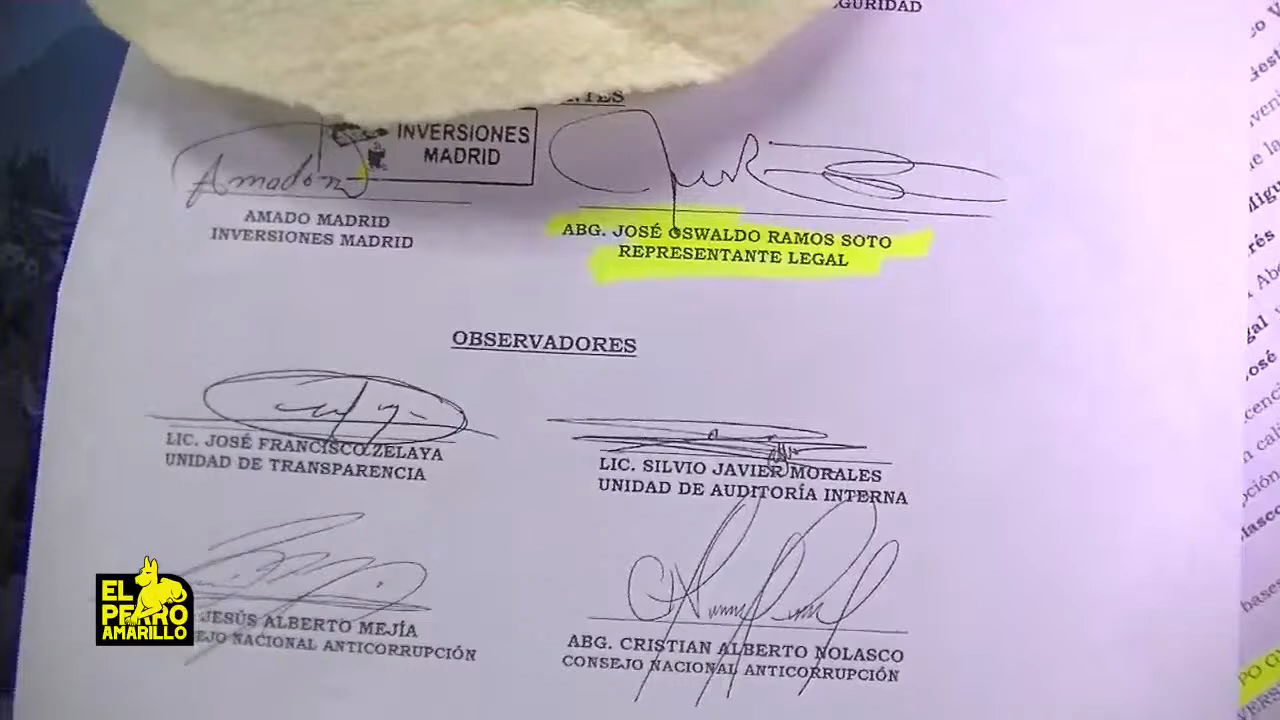 INVERSIONES
MADRID
Amado
AMADO MADRID
INVERSIONES MADRID
ABG. JOSÉ OSWALDO RAMOS SOTO
REPRESENTANTE LEGAL
OBSERVADORES
LIC. JOSÉ FRANCISCO ZELAYA
UNIDAD DE TRANSPARENCIA
LIC. SILVIO JAVIER MORALES
UNIDAD DE AUDITORÍA INTERNA
JESÚS ALBERTO MEJÍA
NACIONAL ANTICORRUPCIÓN
ABG. CRISTIAN ALBERTO NOLASCO
CONSEJO NACIONAL ANTICORRUPCIÓN
EL
PERRO
AMARILLO